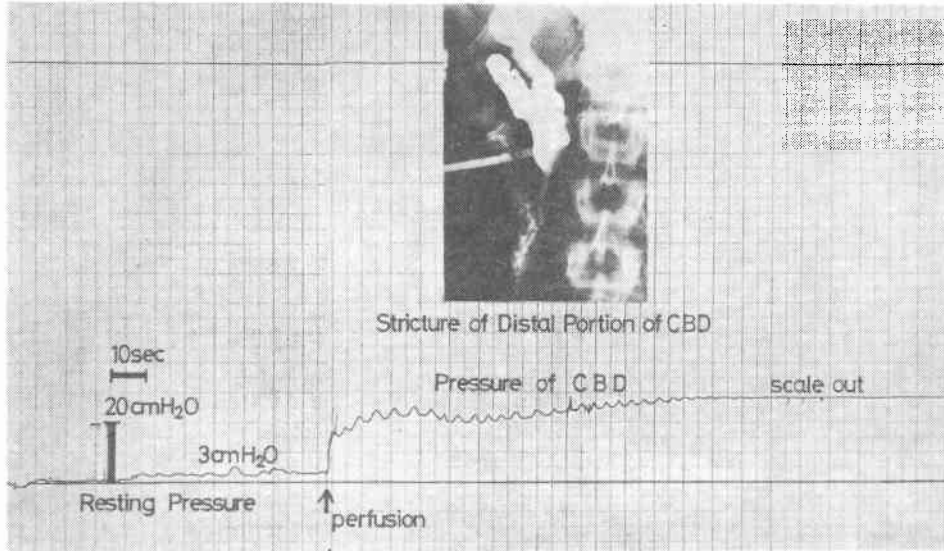 Stricture of Distal Portion of CBD
10sec
20cmH₂O
Pressure of CBD
scale out
3cmH₂O
Resting Pressure
perfusion